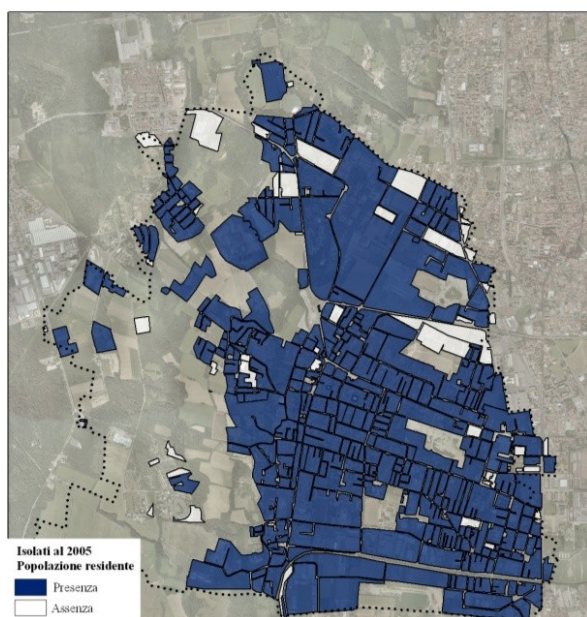 Isolati al 2005
Popolazione residente
Presenza
Assenza